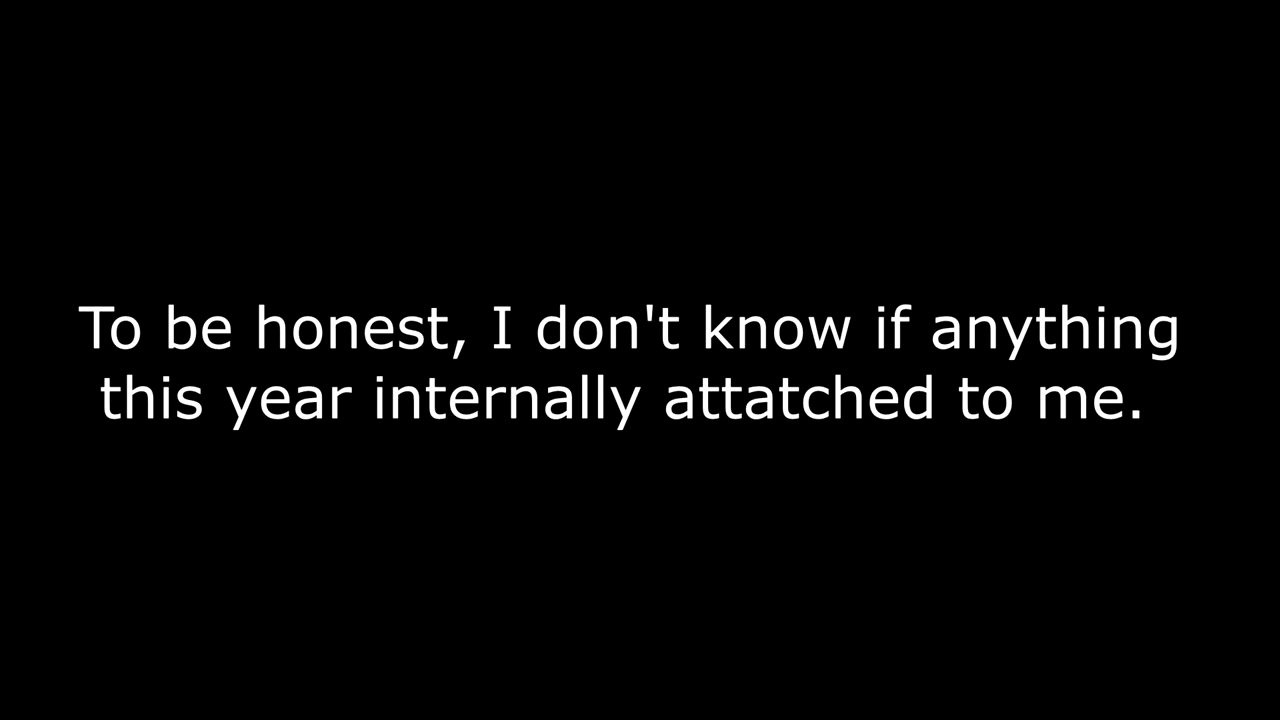 To be honest, I don't know if anything
this year internally attatched to me.